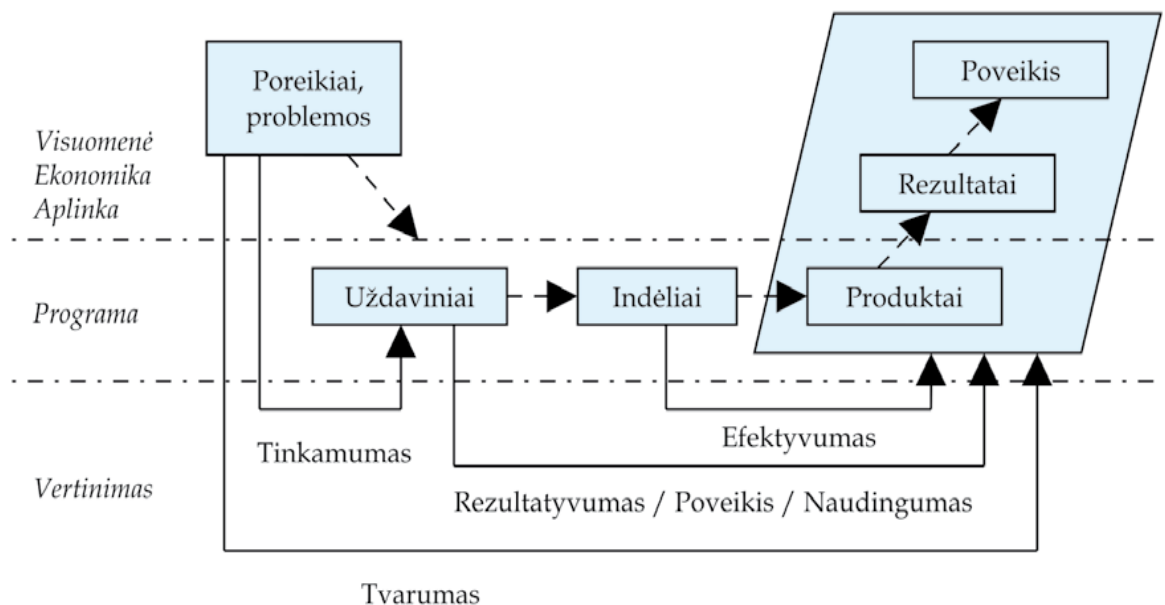 Poreikiai,
problemos
Poveikis
Visuomenė
Ekonomika
Aplinka
Rezultatai
Programa
Uždaviniai
Indėliai
Produktai
Vertinimas
Tinkamumas
Efektyvumas
Rezultatyvumas / Poveikis / Naudingumas
Tvarumas